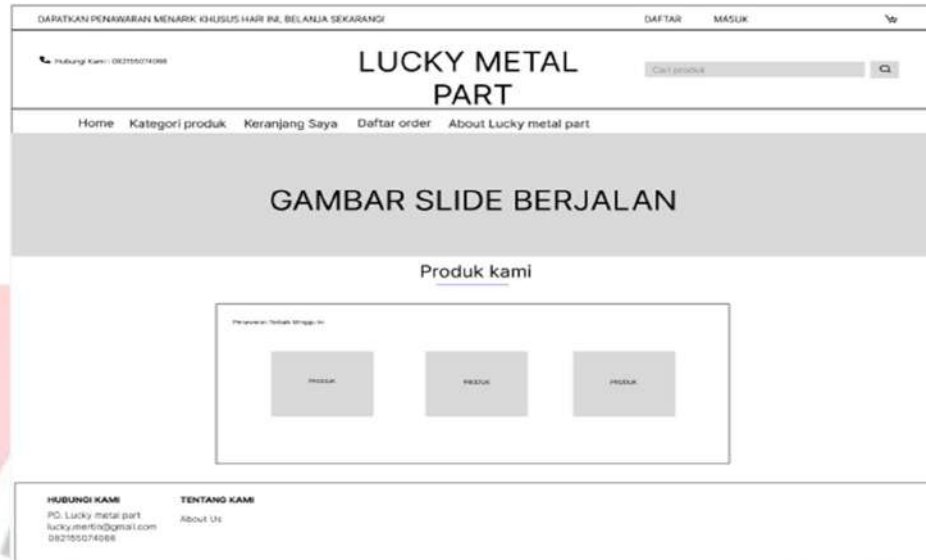 DAPATKAN PENAWARAN MENARIK KHUSUS HARI INI, BELANJA SEKARANG!
DAFTAR MASUK
Hubungi Kami : 082155074066
LUCKY METAL
PART
Cari produk
Home Kategori produk Keranjang Saya Daftar order About Lucky metal part
GAMBAR SLIDE BERJALAN
Produk kami
Penawaran Terbaik Minggu Ini
PRODUK PRODUK PRODUK
HUBUNGI KAMI TENTANG KAMI
PD. Lucky metal part
About Us
lucky.mertin@gmail.com
082155074066